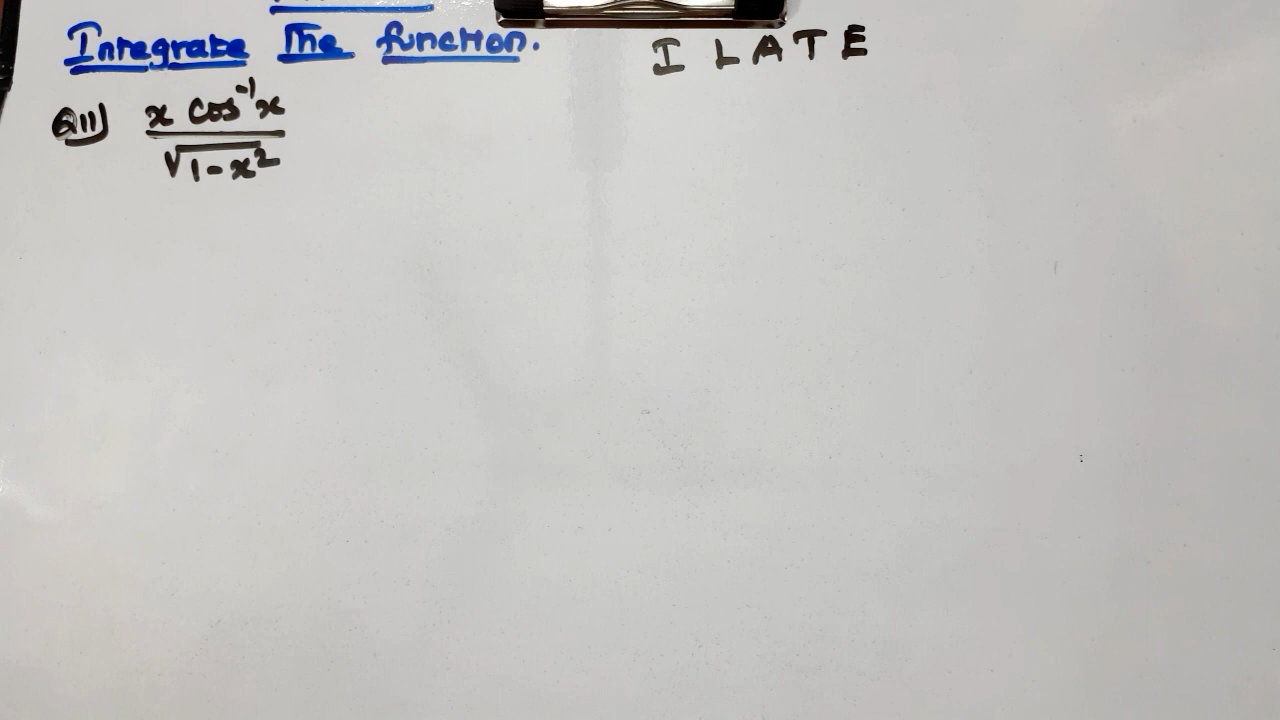 Integrate The function.
I L A T E
Q11) x cos⁻¹x / √1-x²